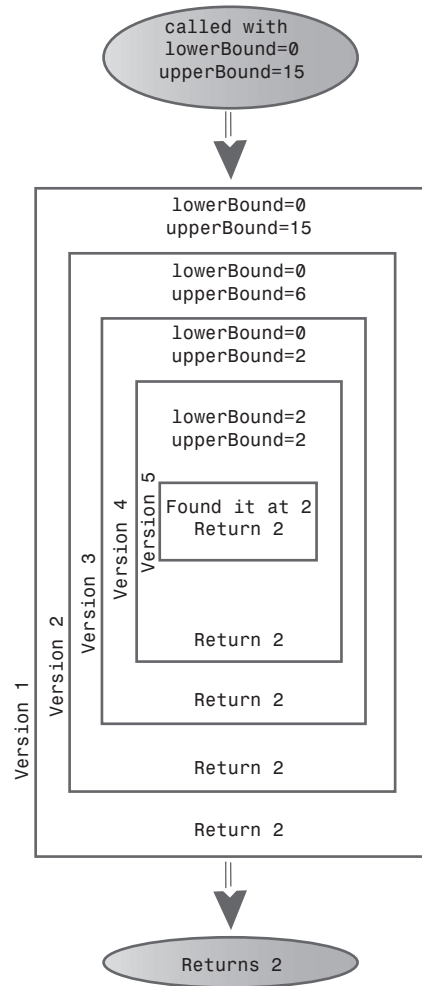 called with
lowerBound=0
upperBound=15
lowerBound=0
upperBound=15
lowerBound=0
upperBound=6
lowerBound=0
upperBound=2
lowerBound=2
upperBound=2
Version 5
Found it at 2
Return 2
Version 4
Version 3
Version 2
Version 1
Return 2
Return 2
Return 2
Return 2
Returns 2